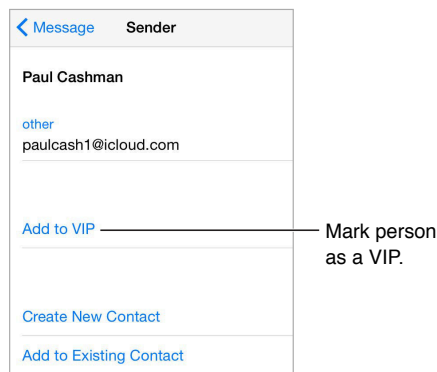 Message Sender
Paul Cashman
other
paulcash1@icloud.com
Add to VIP
Mark person
as a VIP.
Create New Contact
Add to Existing Contact